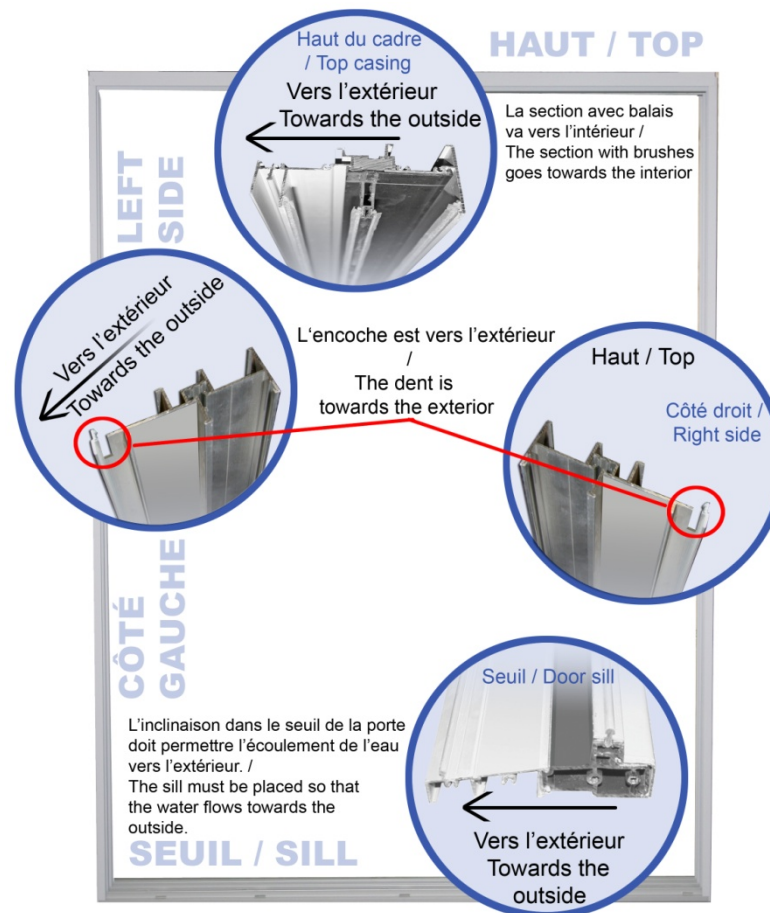 HAUT / TOP
Haut du cadre
/ Top casing
Vers l'extérieur
Towards the outside
La section avec balais
va vers l'intérieur /
The section with brushes
goes towards the interior
LEFT
SIDE
Vers l'extérieur
Towards the outside
L'encoche est vers l'extérieur
/
The dent is
towards the exterior
Haut / Top
Côté droit /
Right side
CÔTÉ
GAUCHE
Seuil / Door sill
L'inclinaison dans le seuil de la porte
doit permettre l'écoulement de l'eau
vers l'extérieur. /
The sill must be placed so that
the water flows towards the
outside.
Vers l'extérieur
Towards the
outside
SEUIL / SILL